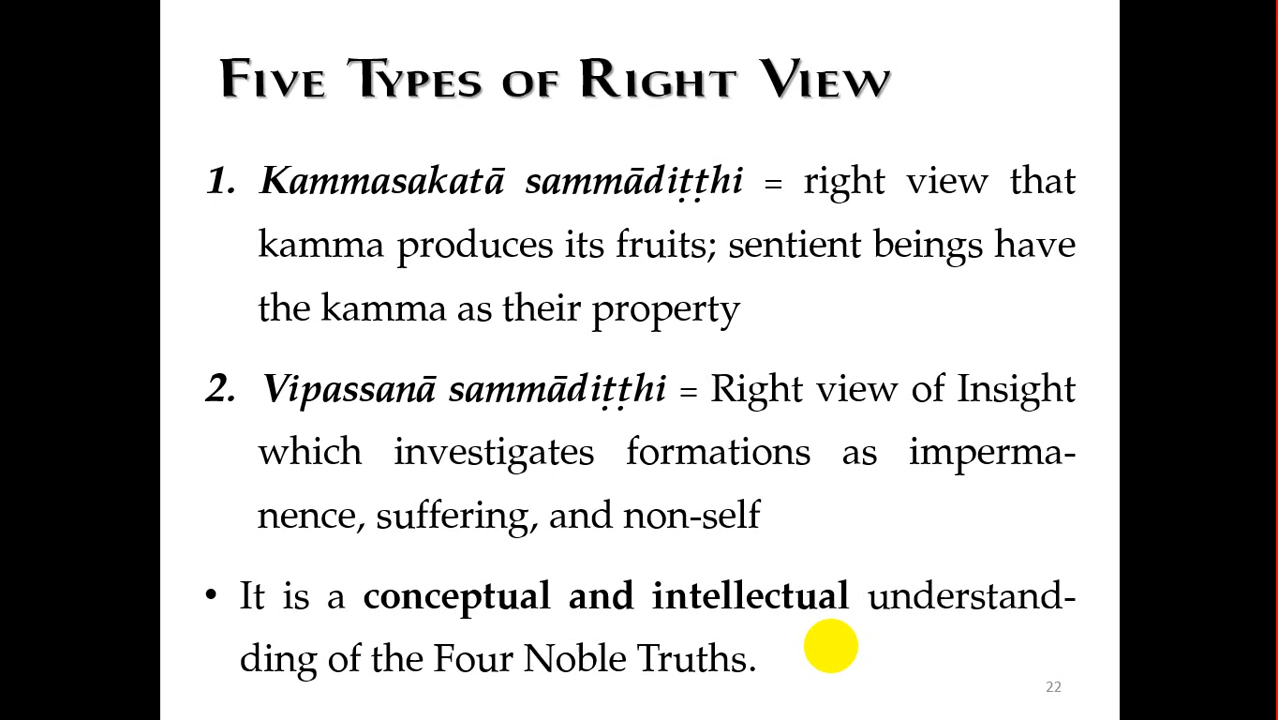 Five Types of Right View
1. Kammasakatā sammādiṭṭhi = right view that
kamma produces its fruits; sentient beings have
the kamma as their property
2. Vipassanā sammādiṭṭhi = Right view of Insight
which investigates formations as imperma-
nence, suffering, and non-self
• It is a conceptual and intellectual understand-
ding of the Four Noble Truths.
22